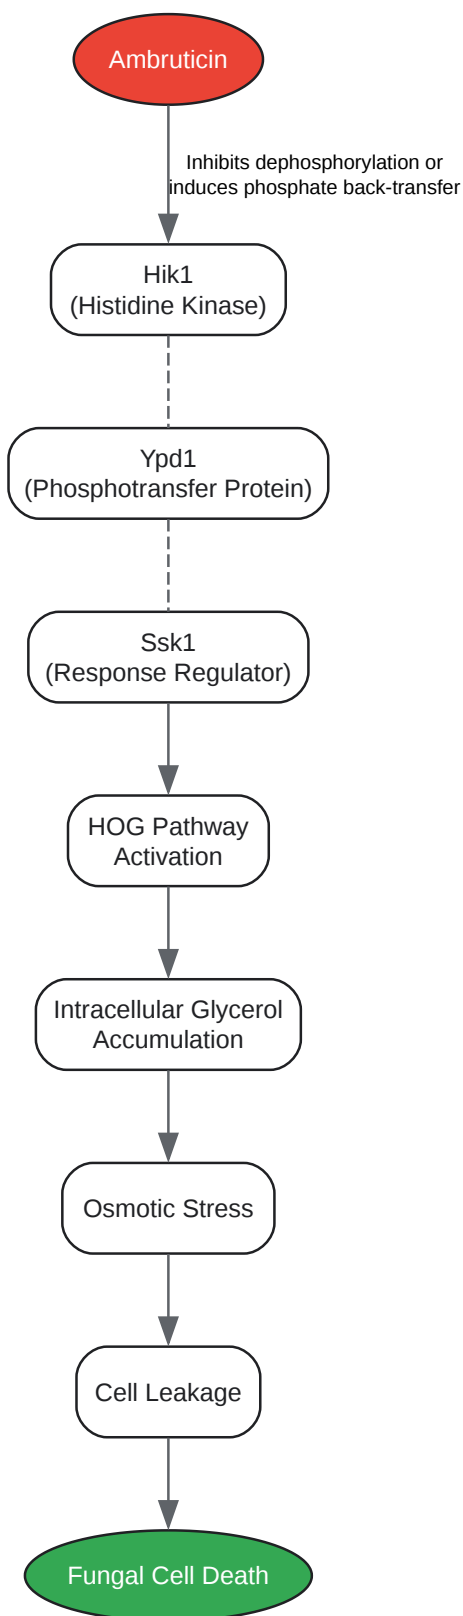 Ambruticin
Inhibits dephosphorylation or
induces phosphate back-transfer
Hik1
(Histidine Kinase)
Ypd1
(Phosphotransfer Protein)
Ssk1
(Response Regulator)
HOG Pathway
Activation
Intracellular Glycerol
Accumulation
Osmotic Stress
Cell Leakage
Fungal Cell Death